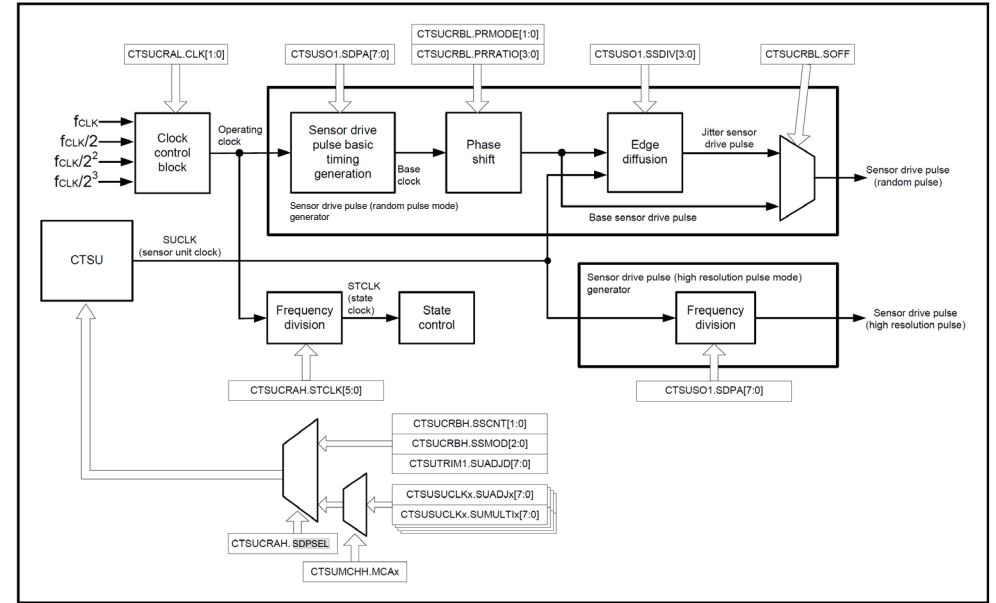 CTSUCRAL.CLK[1:0]
CTSUSO1.SDPA[7:0]
CTSUCRBL.PRMODE[1:0]
CTSUCRBL.PRRATIO[3:0]
CTSUSO1.SSDIV[3:0]
CTSUCRBL.SOFF
fCLK
fCLK/2
fCLK/2²
fCLK/2³
Clock
control
block
Operating
clock
Sensor drive
pulse basic
timing
generation
Base
clock
Phase
shift
Edge
diffusion
Jitter sensor
drive pulse
Sensor drive pulse
(random pulse)
Sensor drive pulse (random pulse mode)
generator
Base sensor drive pulse
CTSU
SUCLK
(sensor unit clock)
Frequency
division
STCLK
(state
clock)
State
control
Sensor drive pulse (high resolution pulse mode)
generator
Frequency
division
Sensor drive pulse
(high resolution pulse)
CTSUCRAH.STCLK[5:0]
CTSUSO1.SDPA[7:0]
CTSUCRBH.SSCNT[1:0]
CTSUCRBH.SSMOD[2:0]
CTSUTRIM1.SUADJD[7:0]
CTSUSUCLKx.SUADJx[7:0]
CTSUSUCLKx.SUMULTIx[7:0]
CTSUCRAH. SDPSEL
CTSUMCHH.MCAx